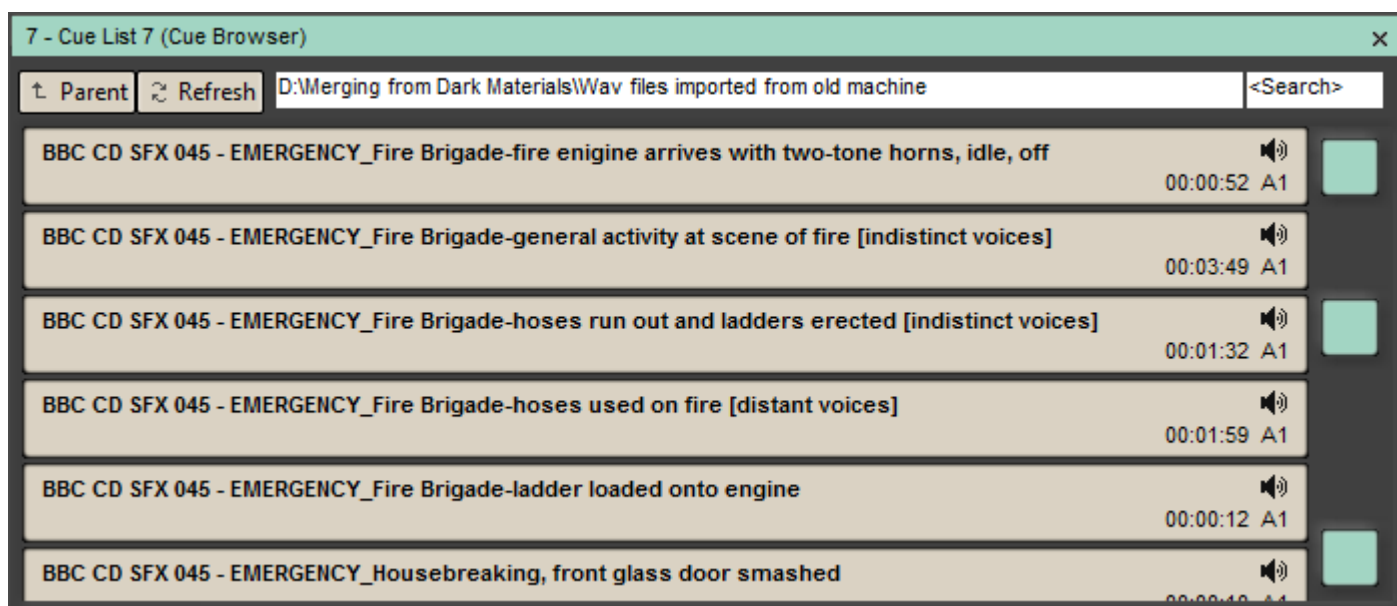 7 - Cue List 7 (Cue Browser)
Parent Refresh D:\Merging from Dark Materials\Wav files imported from old machine <Search>
BBC CD SFX 045 - EMERGENCY_Fire Brigade-fire enigine arrives with two-tone horns, idle, off
00:00:52 A1
BBC CD SFX 045 - EMERGENCY_Fire Brigade-general activity at scene of fire [indistinct voices]
00:03:49 A1
BBC CD SFX 045 - EMERGENCY_Fire Brigade-hoses run out and ladders erected [indistinct voices]
00:01:32 A1
BBC CD SFX 045 - EMERGENCY_Fire Brigade-hoses used on fire [distant voices]
00:01:59 A1
BBC CD SFX 045 - EMERGENCY_Fire Brigade-ladder loaded onto engine
00:00:12 A1
BBC CD SFX 045 - EMERGENCY_Housebreaking, front glass door smashed